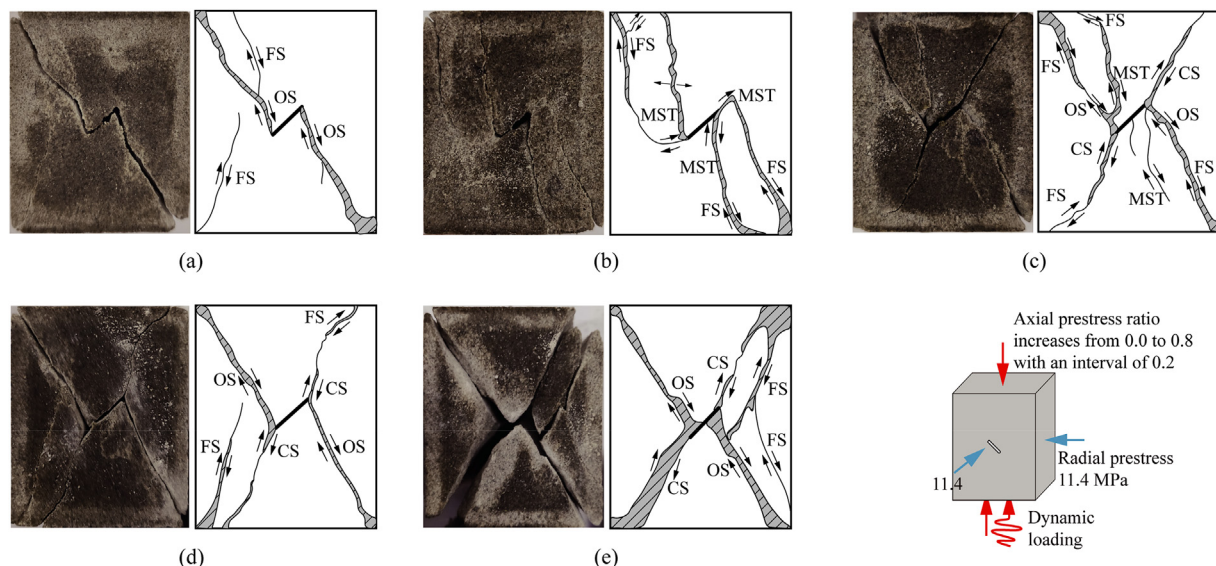 FS
OS
OS
FS
(a)
FS
MST
MST
MST
FS
FS
(b)
FS
MST
CS
OS
OS
CS
FS
FS
MST
(c)
FS
OS
CS
FS
CS
OS
(d)
CS
OS
FS
CS
OS
FS
(e)
Axial prestress ratio
increases from 0.0 to 0.8
with an interval of 0.2
Radial prestress
11.4 MPa
11.4
Dynamic
loading